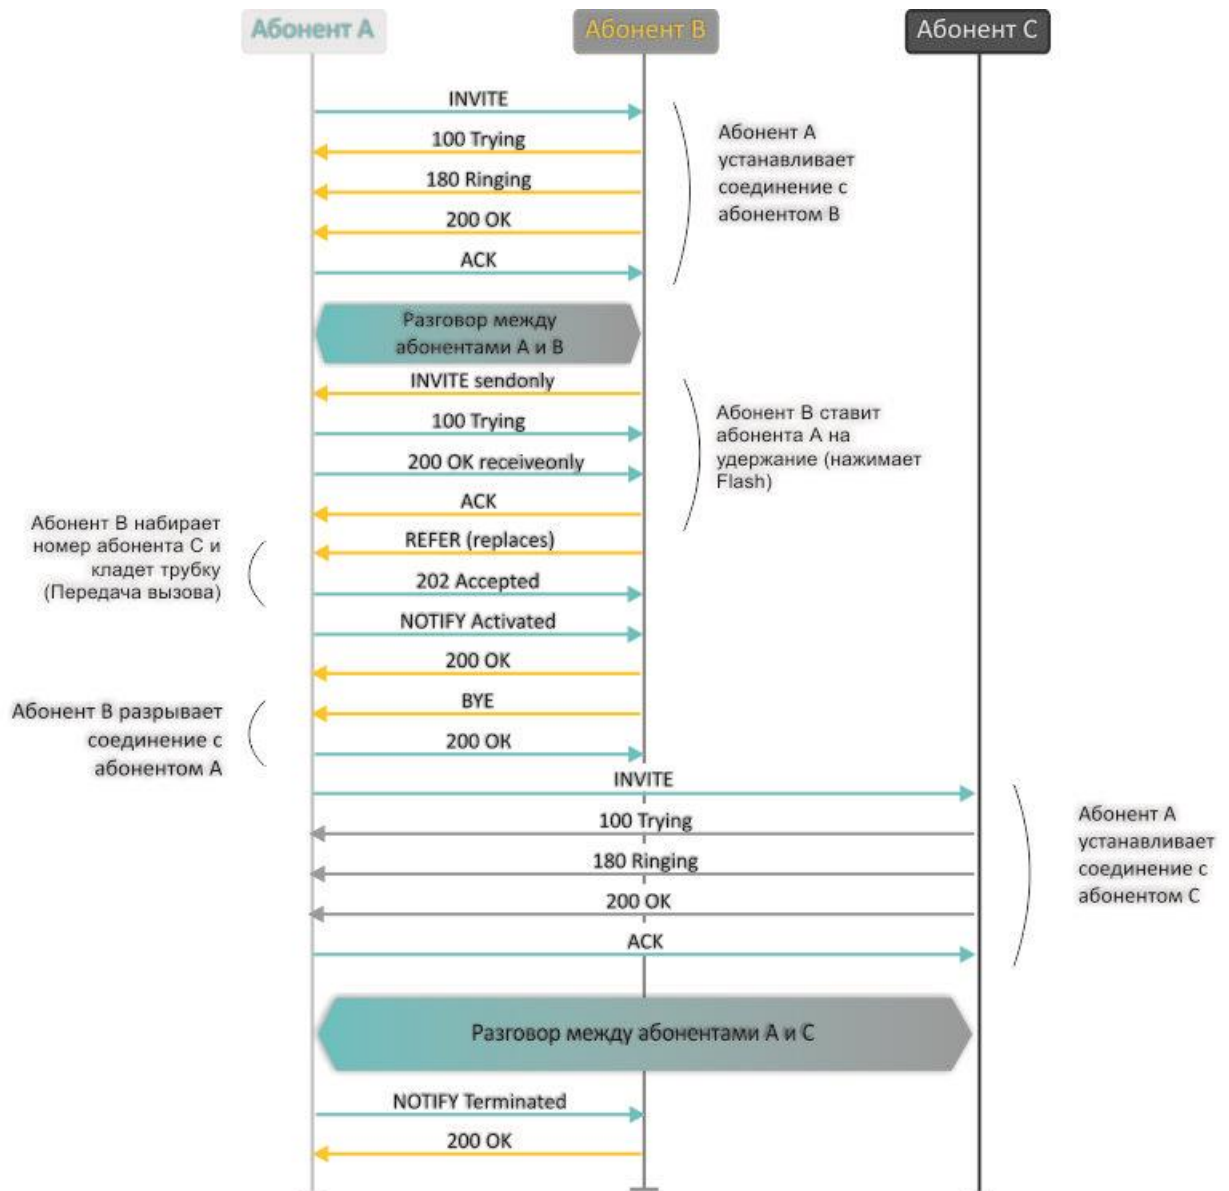 Абонент А
Абонент В
Абонент С
INVITE
100 Trying
180 Ringing
200 OK
ACK
Абонент А
устанавливает
соединение с
абонентом В
Разговор между
абонентами А и В
INVITE sendonly
100 Trying
200 OK receiveonly
ACK
Абонент В ставит
абонента А на
удержание (нажимает
Flash)
REFER (replaces)
202 Accepted
Абонент В набирает
номер абонента С и
кладет трубку
(Передача вызова)
NOTIFY Activated
200 OK
BYE
200 OK
Абонент В разрывает
соединение с
абонентом А
INVITE
100 Trying
180 Ringing
200 OK
ACK
Абонент А
устанавливает
соединение с
абонентом С
Разговор между абонентами А и С
NOTIFY Terminated
200 OK